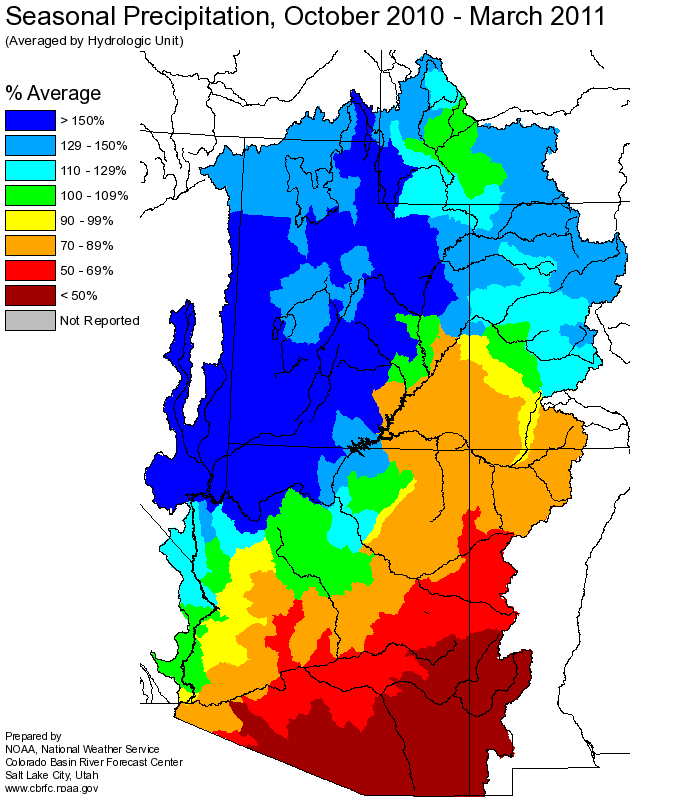 Seasonal Precipitation, October 2010 - March 2011
(Averaged by Hydrologic Unit)
% Average
> 150%
129 - 150%
110 - 129%
100 - 109%
90 - 99%
70 - 89%
50 - 69%
< 50%
Not Reported
Prepared by
NOAA, National Weather Service
Colorado Basin River Forecast Center
Salt Lake City, Utah
www.cbrfc.noaa.gov